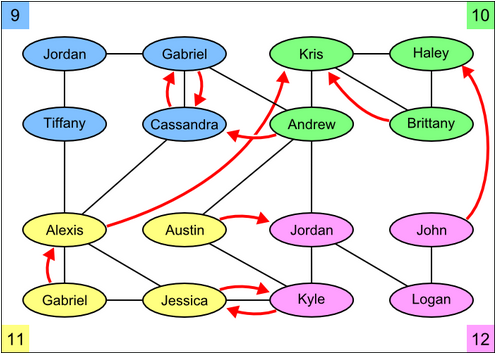 9
10
Jordan
Gabriel
Kris
Haley
Tiffany
Cassandra
Andrew
Brittany
Alexis
Austin
Jordan
John
Gabriel
Jessica
Kyle
Logan
11
12